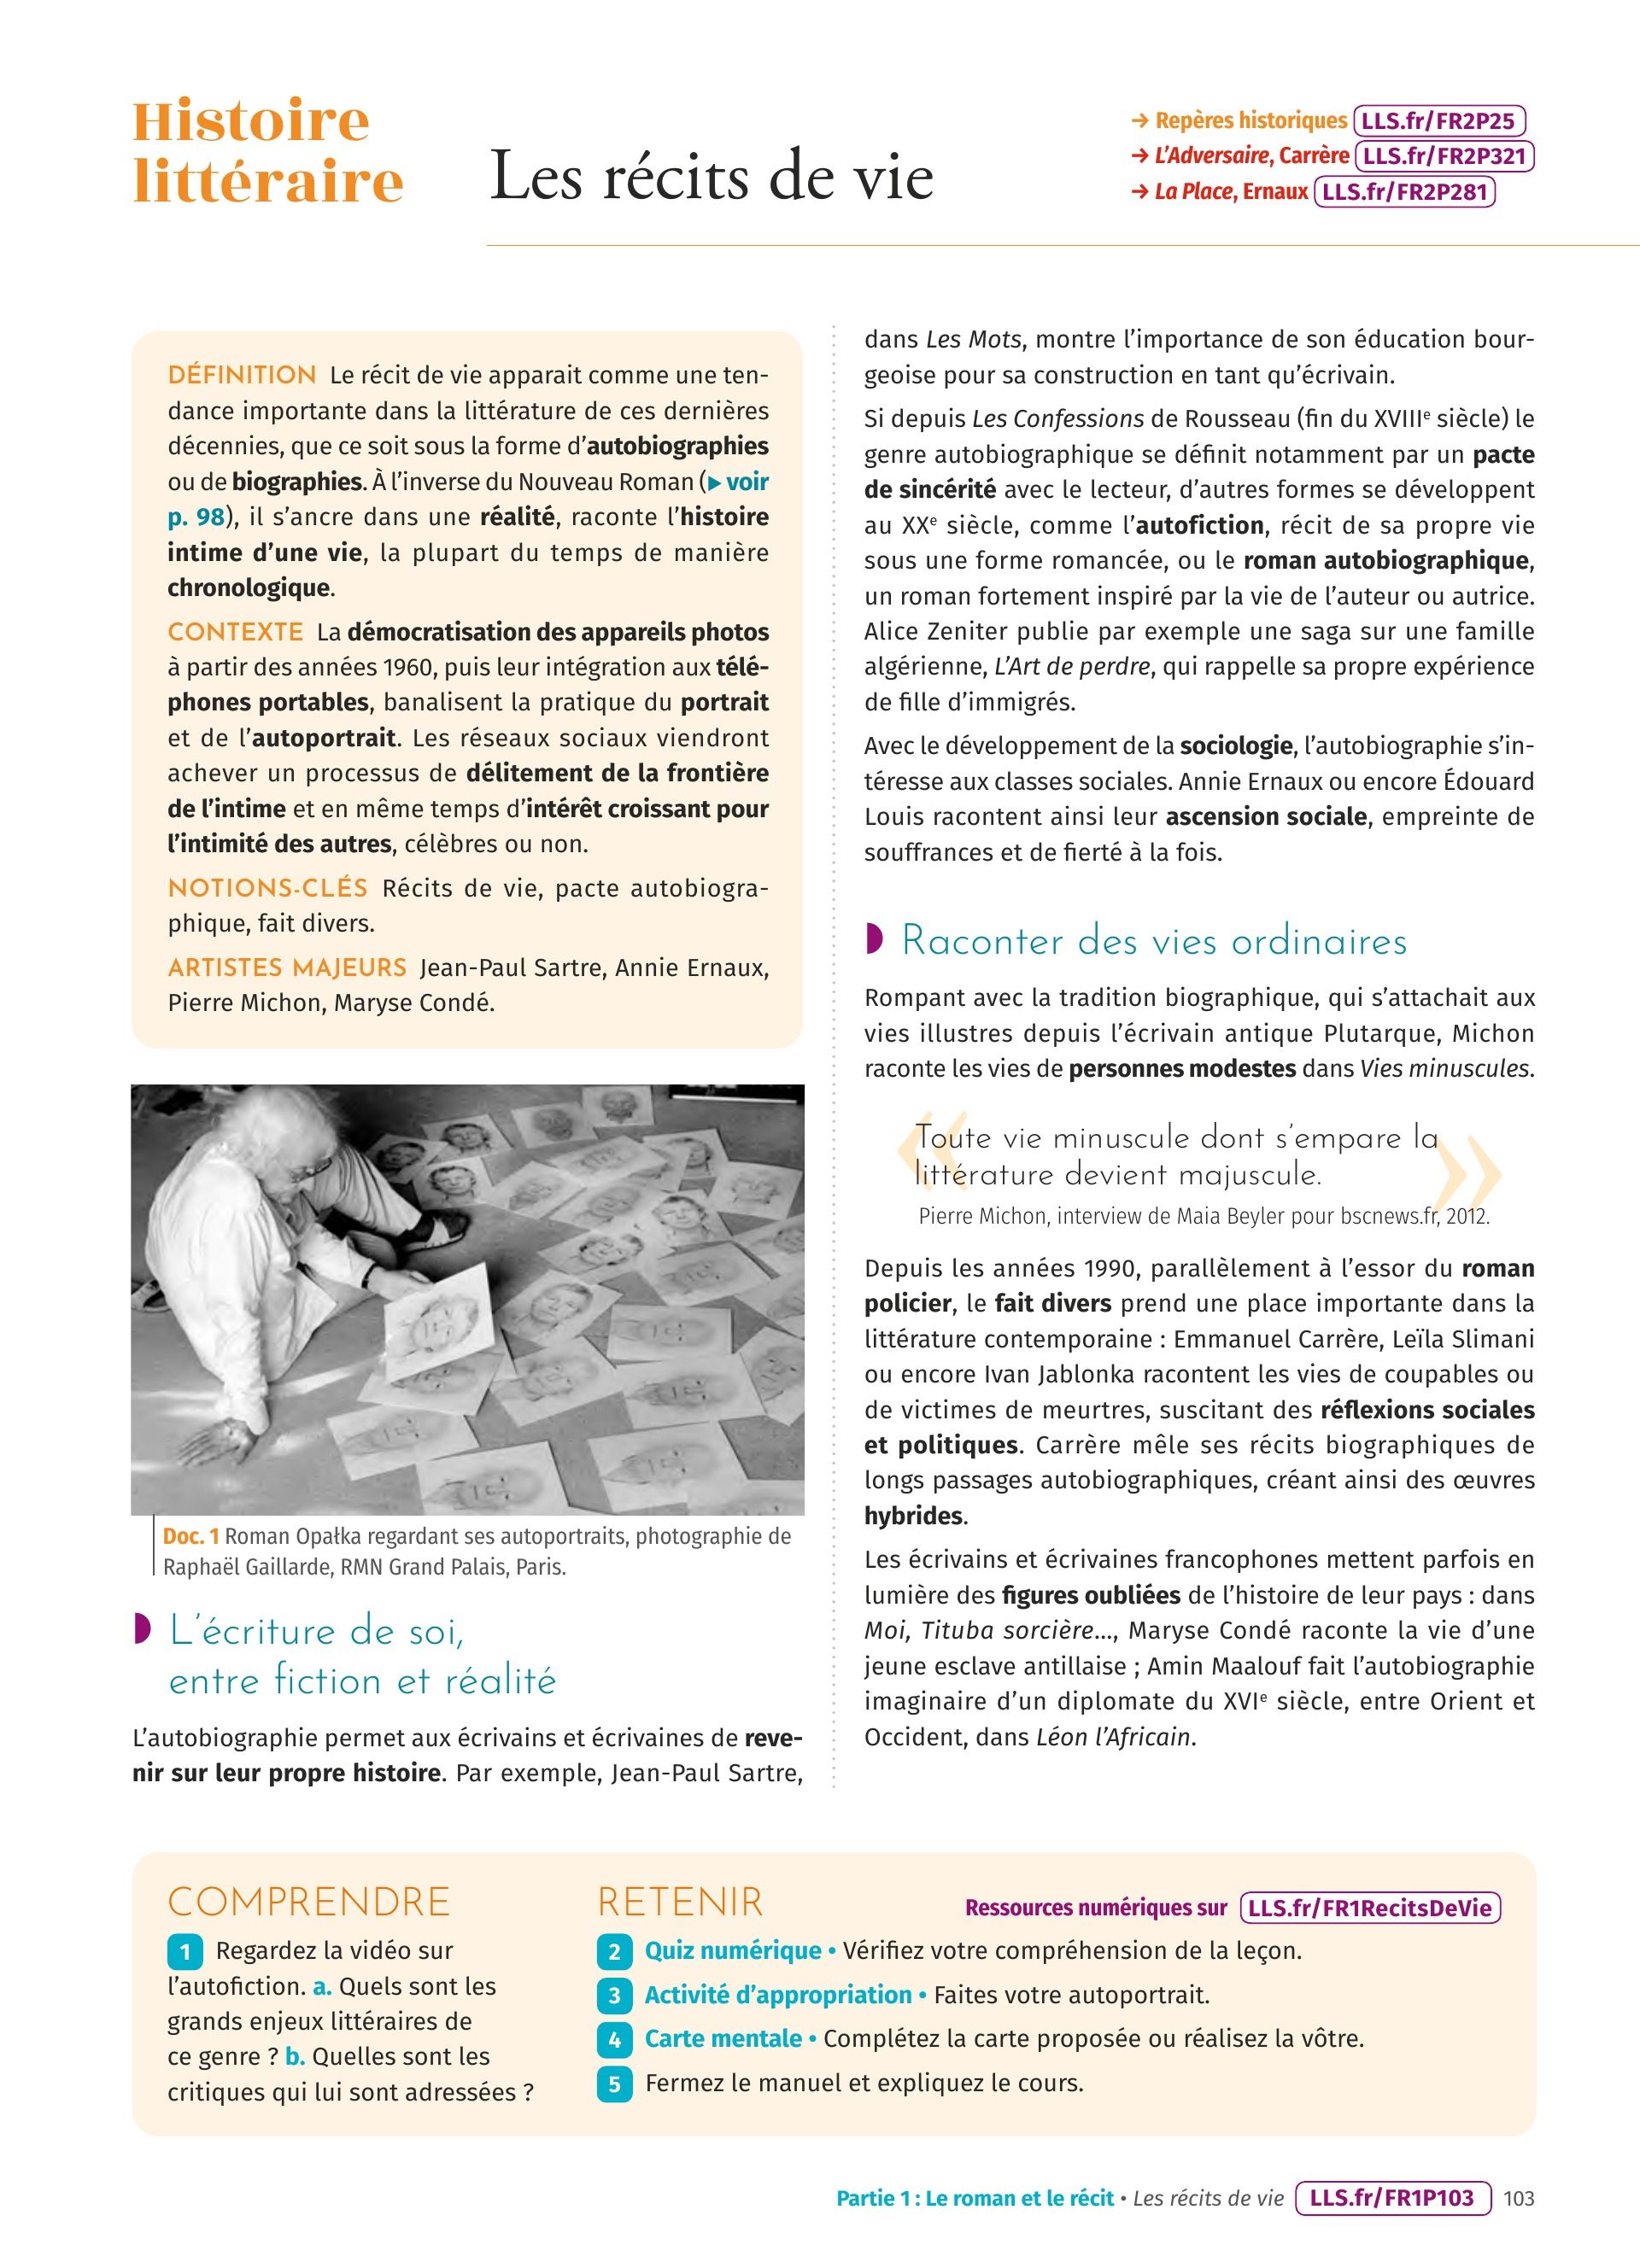 Histoire
littéraire
Les récits de vie
→ Repères historiques LLS.fr/FR2P25
→ L’Adversaire, Carrère LLS.fr/FR2P321
→ La Place, Ernaux LLS.fr/FR2P281
DÉFINITION Le récit de vie apparait comme une ten-
dance importante dans la littérature de ces dernières
décennies, que ce soit sous la forme d’autobiographies
ou de biographies. À l’inverse du Nouveau Roman (▶ voir
p. 98), il s’ancre dans une réalité, raconte l’histoire
intime d’une vie, la plupart du temps de manière
chronologique.
CONTEXTE La démocratisation des appareils photos
à partir des années 1960, puis leur intégration aux télé-
phones portables, banalisent la pratique du portrait
et de l’autoportrait. Les réseaux sociaux viendront
achever un processus de délitement de la frontière
de l’intime et en même temps d’intérêt croissant pour
l’intimité des autres, célèbres ou non.
NOTIONS-CLÉS Récits de vie, pacte autobiogra-
phique, fait divers.
ARTISTES MAJEURS Jean-Paul Sartre, Annie Ernaux,
Pierre Michon, Maryse Condé.
Doc. 1 Roman Opałka regardant ses autoportraits, photographie de
Raphaël Gaillarde, RMN Grand Palais, Paris.
L’écriture de soi,
entre fiction et réalité
L’autobiographie permet aux écrivains et écrivaines de reve-
nir sur leur propre histoire. Par exemple, Jean-Paul Sartre,
dans Les Mots, montre l’importance de son éducation bour-
geoise pour sa construction en tant qu’écrivain.
Si depuis Les Confessions de Rousseau (fin du XVIIIe siècle) le
genre autobiographique se définit notamment par un pacte
de sincérité avec le lecteur, d’autres formes se développent
au XXe siècle, comme l’autofiction, récit de sa propre vie
sous une forme romancée, ou le roman autobiographique,
un roman fortement inspiré par la vie de l’auteur ou autrice.
Alice Zeniter publie par exemple une saga sur une famille
algérienne, L’Art de perdre, qui rappelle sa propre expérience
de fille d’immigrés.
Avec le développement de la sociologie, l’autobiographie s’in-
téresse aux classes sociales. Annie Ernaux ou encore Édouard
Louis racontent ainsi leur ascension sociale, empreinte de
souffrances et de fierté à la fois.
Raconter des vies ordinaires
Rompant avec la tradition biographique, qui s’attachait aux
vies illustres depuis l’écrivain antique Plutarque, Michon
raconte les vies de personnes modestes dans Vies minuscules.
« Toute vie minuscule dont s’empare la
littérature devient majuscule. »
Pierre Michon, interview de Maia Beyler pour bscnews.fr, 2012.
Depuis les années 1990, parallèlement à l’essor du roman
policier, le fait divers prend une place importante dans la
littérature contemporaine : Emmanuel Carrère, Leïla Slimani
ou encore Ivan Jablonka racontent les vies de coupables ou
de victimes de meurtres, suscitant des réflexions sociales
et politiques. Carrère mêle ses récits biographiques de
longs passages autobiographiques, créant ainsi des œuvres
hybrides.
Les écrivains et écrivaines francophones mettent parfois en
lumière des figures oubliées de l’histoire de leur pays : dans
Moi, Tituba sorcière..., Maryse Condé raconte la vie d’une
jeune esclave antillaise ; Amin Maalouf fait l’autobiographie
imaginaire d’un diplomate du XVIe siècle, entre Orient et
Occident, dans Léon l’Africain.
COMPRENDRE
1 Regardez la vidéo sur
l’autofiction. a. Quels sont les
grands enjeux littéraires de
ce genre ? b. Quelles sont les
critiques qui lui sont adressées ?
RETENIR
Ressources numériques sur LLS.fr/FR1RecitsDeVie
2 Quiz numérique • Vérifiez votre compréhension de la leçon.
3 Activité d’appropriation • Faites votre autoportrait.
4 Carte mentale • Complétez la carte proposée ou réalisez la vôtre.
5 Fermez le manuel et expliquez le cours.
Partie 1 : Le roman et le récit • Les récits de vie LLS.fr/FR1P103 103